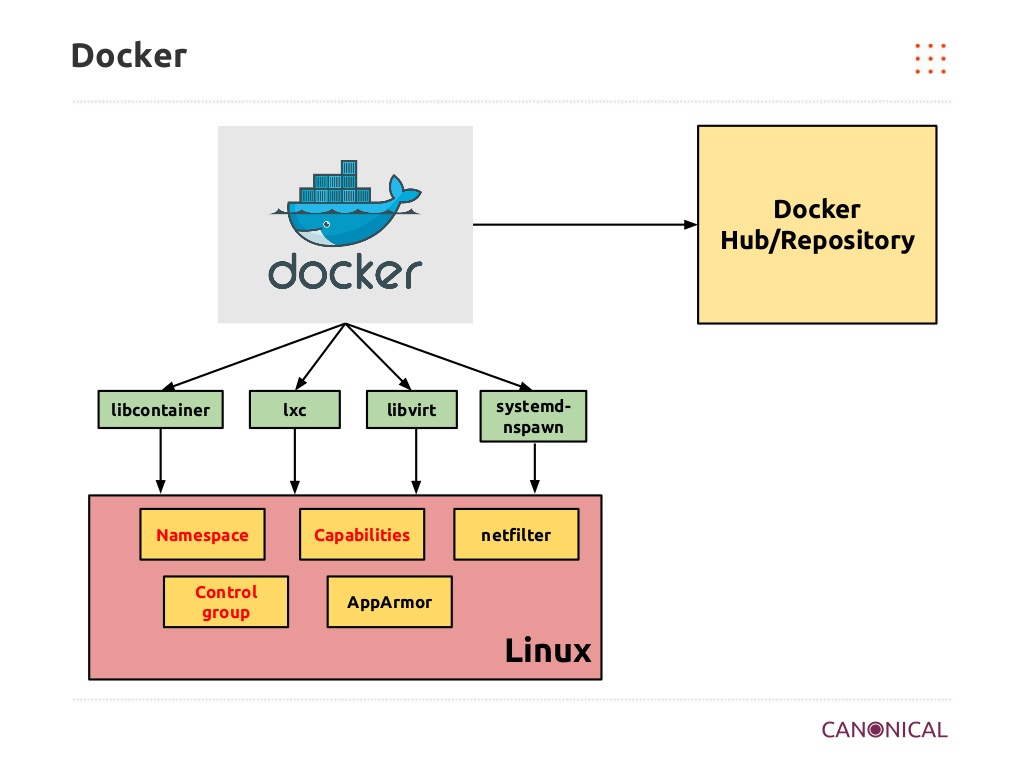 Docker
docker
Docker
Hub/Repository
libcontainer
lxc
libvirt
systemd-
nspawn
Namespace
Capabilities
netfilter
Control
group
AppArmor
Linux
CANONICAL